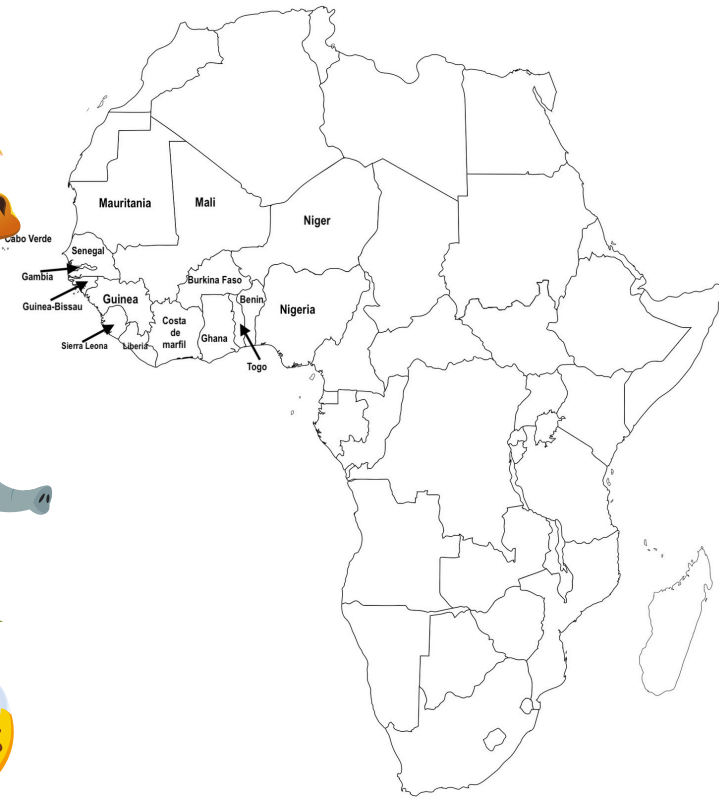 Mauritania
Mali
Niger
Cabo Verde
Senegal
Gambia
Burkina Faso
Guinea-Bissau
Guinea
Benin
Nigeria
Costa
de
marfil
Ghana
Sierra Leona
Liberia
Togo